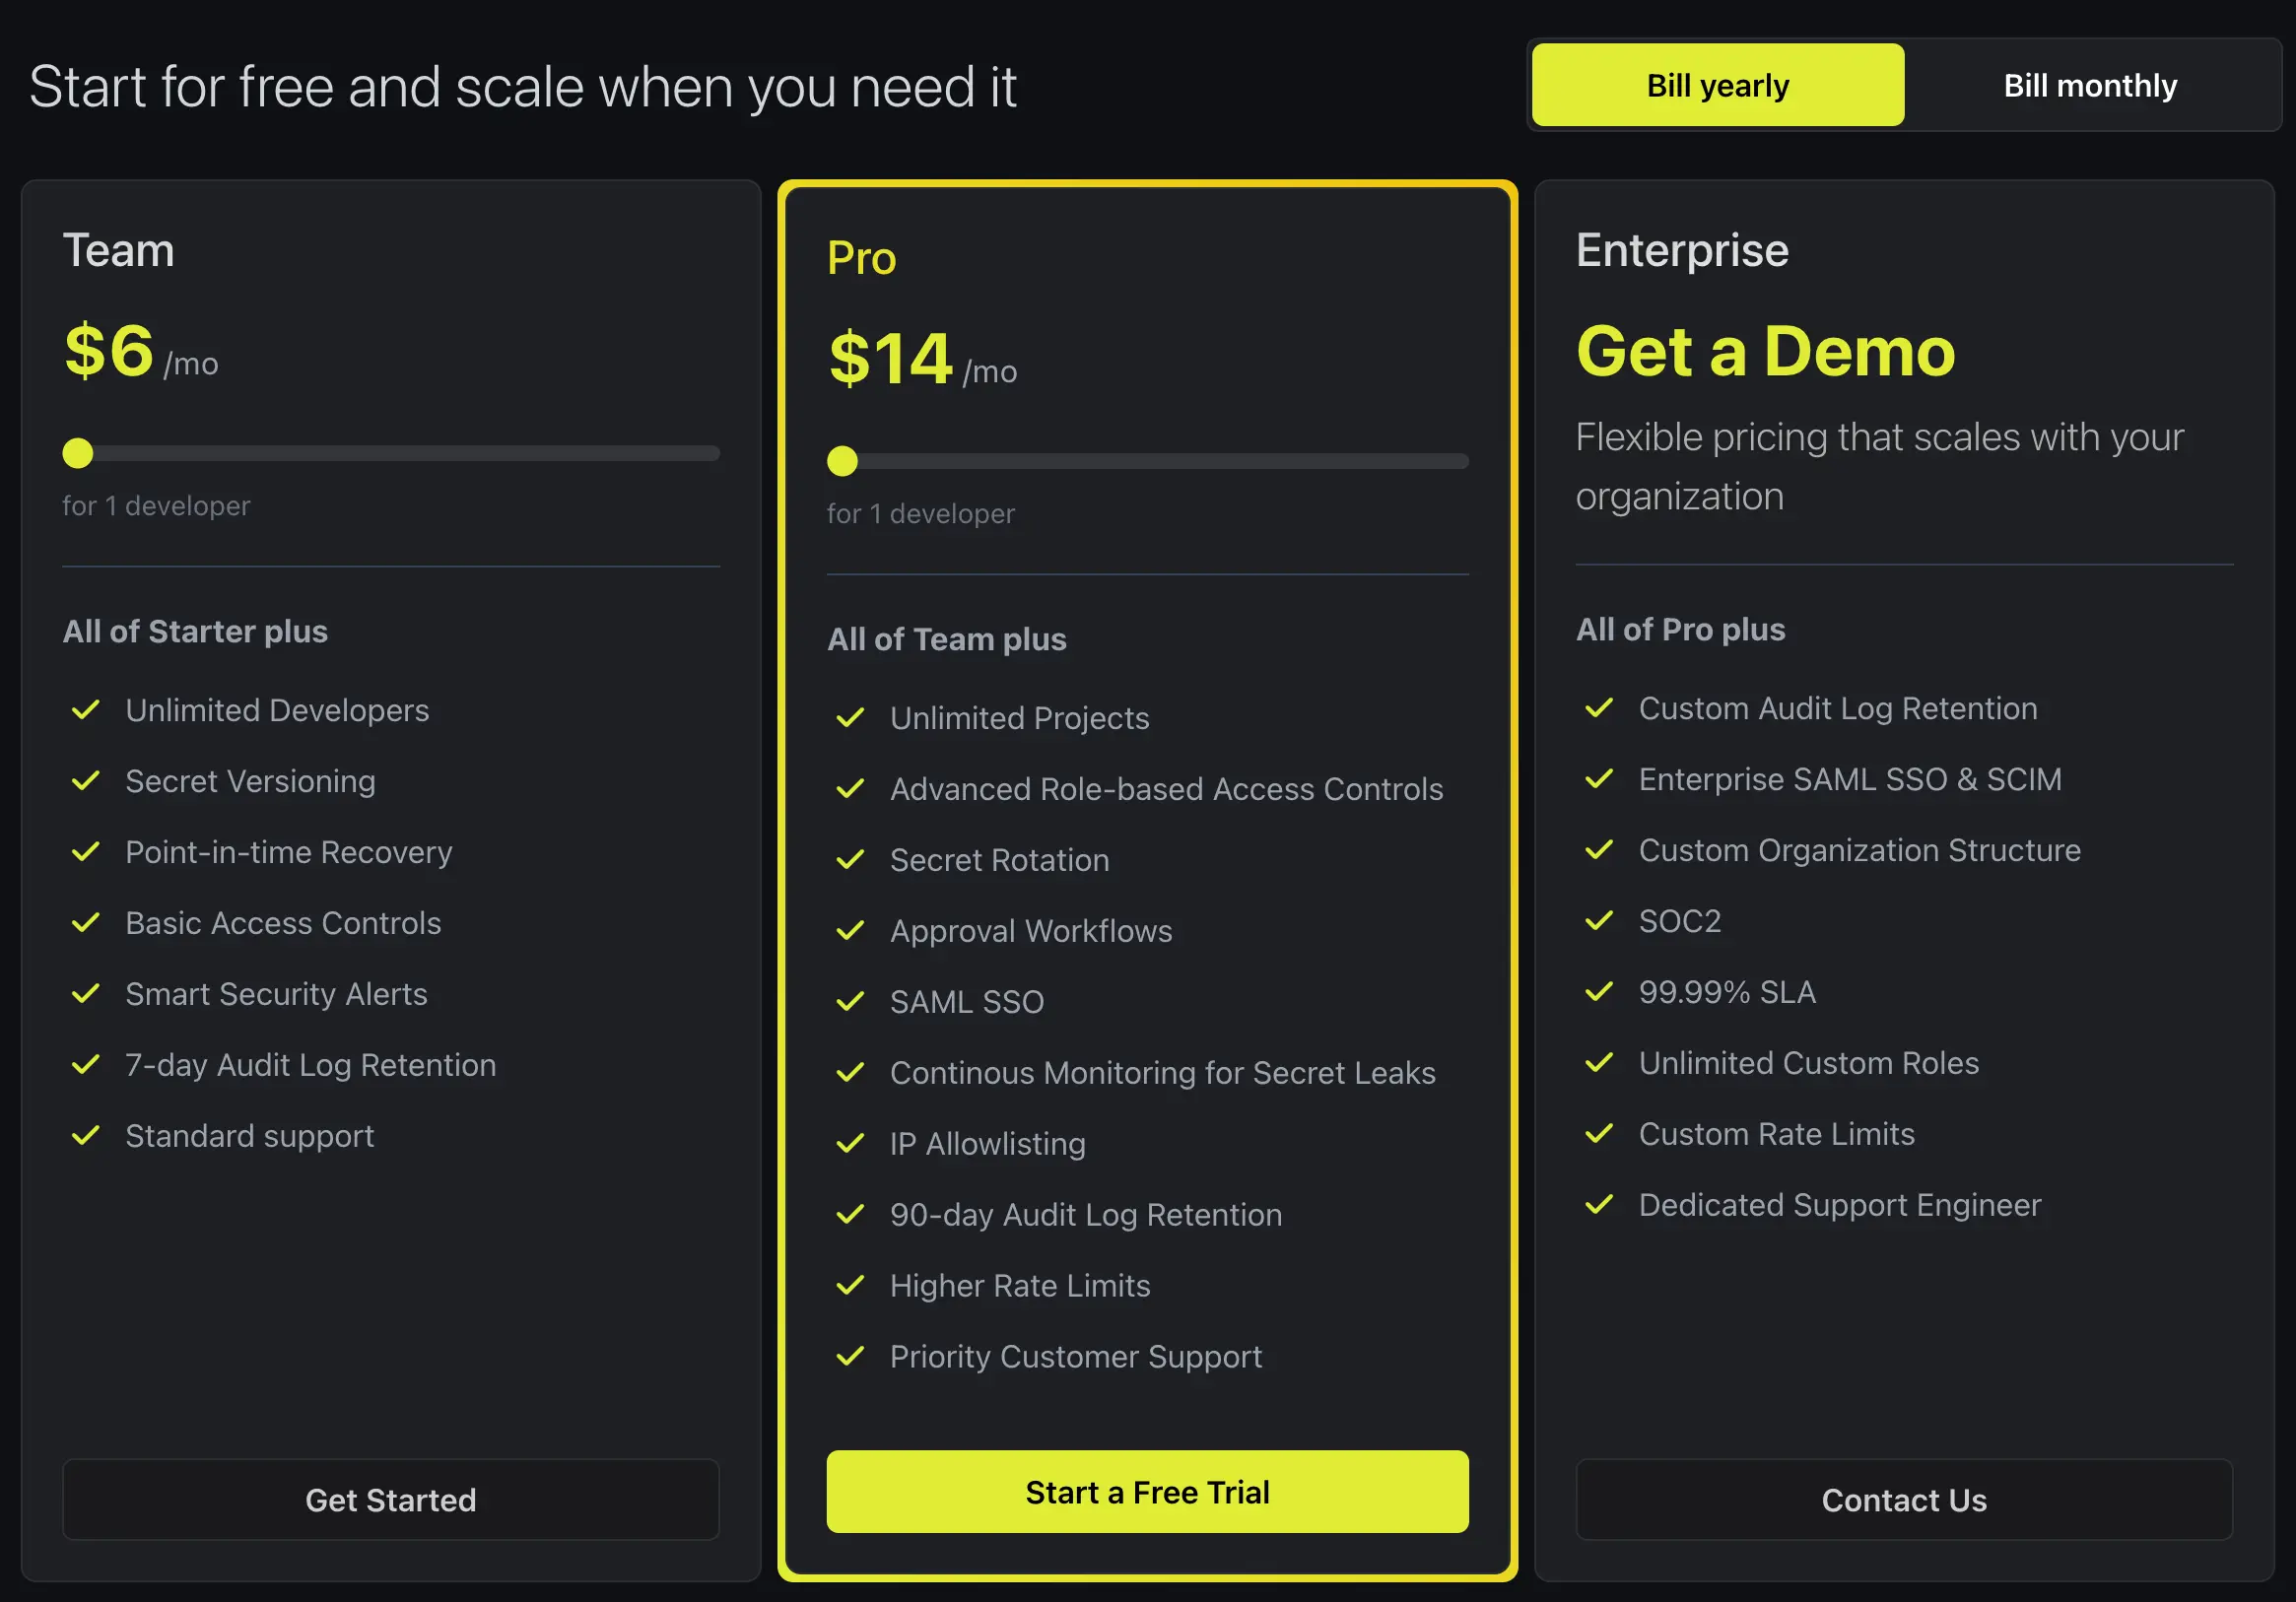 Start for free and scale when you need it
Bill yearly
Bill monthly
Team
$6 /mo
for 1 developer
All of Starter plus
Unlimited Developers
Secret Versioning
Point-in-time Recovery
Basic Access Controls
Smart Security Alerts
7-day Audit Log Retention
Standard support
Get Started
Pro
$14 /mo
for 1 developer
All of Team plus
Unlimited Projects
Advanced Role-based Access Controls
Secret Rotation
Approval Workflows
SAML SSO
Continous Monitoring for Secret Leaks
IP Allowlisting
90-day Audit Log Retention
Higher Rate Limits
Priority Customer Support
Start a Free Trial
Enterprise
Get a Demo
Flexible pricing that scales with your
organization
All of Pro plus
Custom Audit Log Retention
Enterprise SAML SSO & SCIM
Custom Organization Structure
SOC2
99.99% SLA
Unlimited Custom Roles
Custom Rate Limits
Dedicated Support Engineer
Contact Us